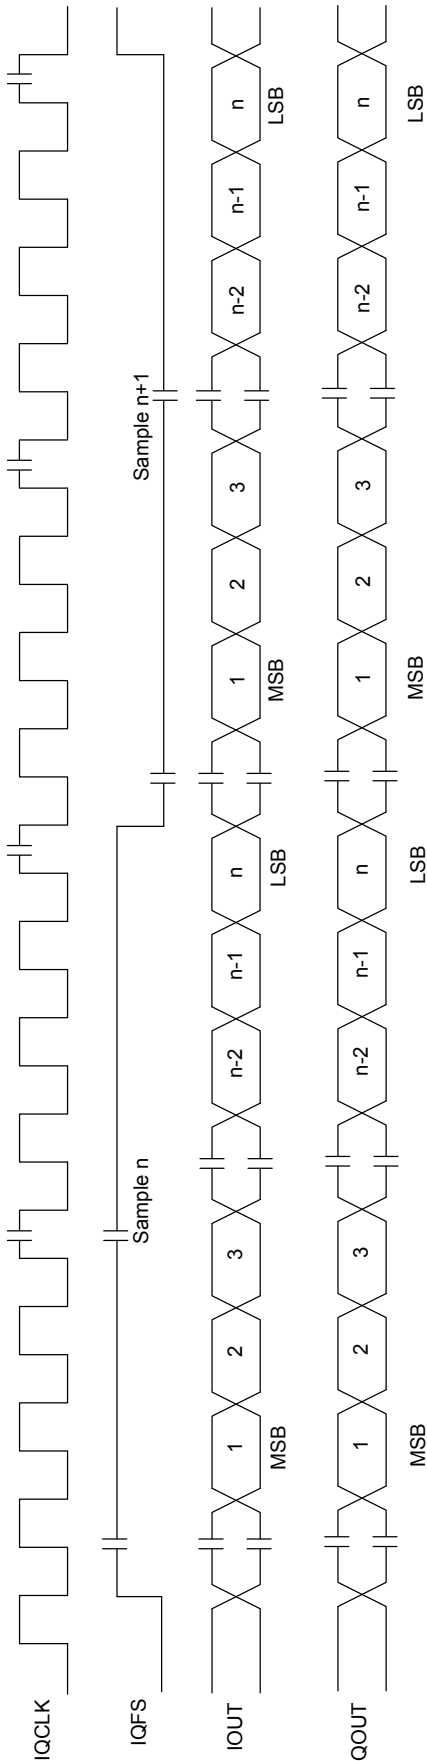 IQCLK
IQFS
Sample n
Sample n+1
IOUT
1 2 3 n-2 n-1 n 1 2 3 n-2 n-1 n
MSB LSB MSB LSB
QOUT
1 2 3 n-2 n-1 n 1 2 3 n-2 n-1 n
MSB LSB MSB LSB